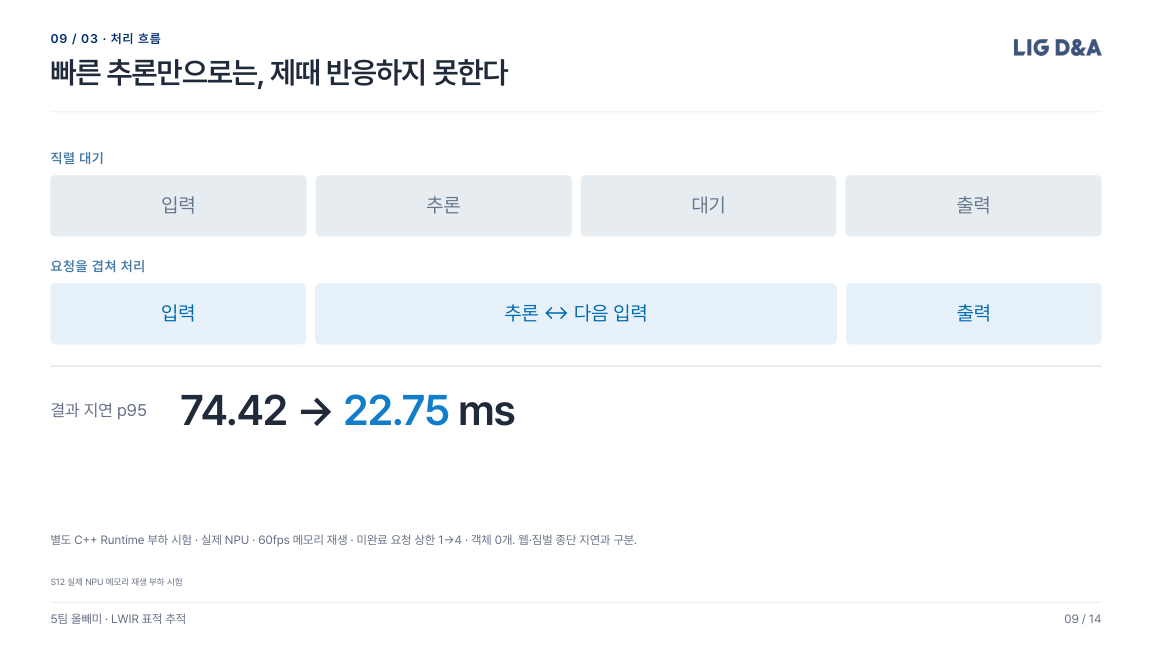 09 / 03 · 처리 흐름
LIG D&A
빠른 추론만으로는, 제때 반응하지 못한다
직렬 대기
입력
추론
대기
출력
요청을 겹쳐 처리
입력
추론 ↔ 다음 입력
출력
결과 지연 p95
74.42 → 22.75 ms
별도 C++ Runtime 부하 시험 · 실제 NPU · 60fps 메모리 재생 · 미완료 요청 상한 1→4 · 객체 0개. 웹·짐벌 종단 지연과 구분.
S12 실제 NPU 메모리 재생 부하 시험
5팀 올빼미 · LWIR 표적 추적
09 / 14